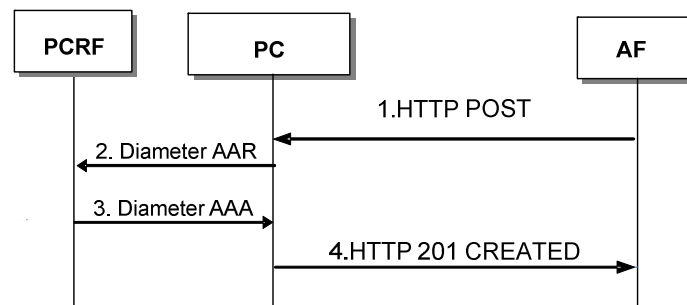 PCRF
PC
AF
1.HTTP POST
2. Diameter AAR
3. Diameter AAA
4.HTTP 201 CREATED